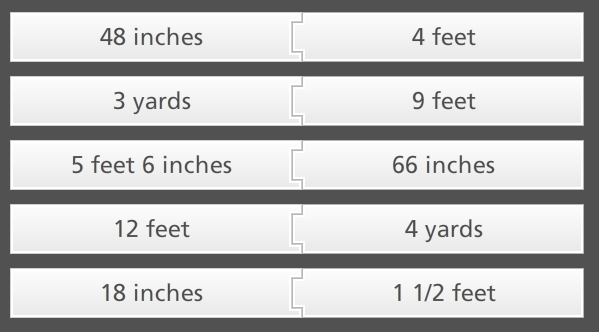 48 inches 4 feet
3 yards 9 feet
5 feet 6 inches 66 inches
12 feet 4 yards
18 inches 1 1/2 feet